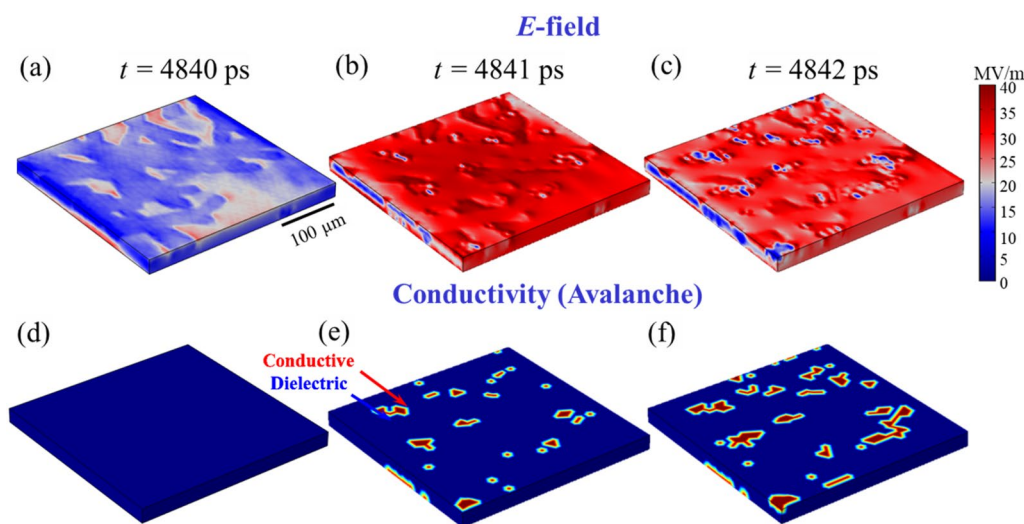 E-field
(a) t = 4840 ps
(b) t = 4841 ps
(c) t = 4842 ps
MV/m
40
35
30
25
20
15
10
5
0
100 μm
Conductivity (Avalanche)
(d)
(e)
(f)
Conductive
Dielectric